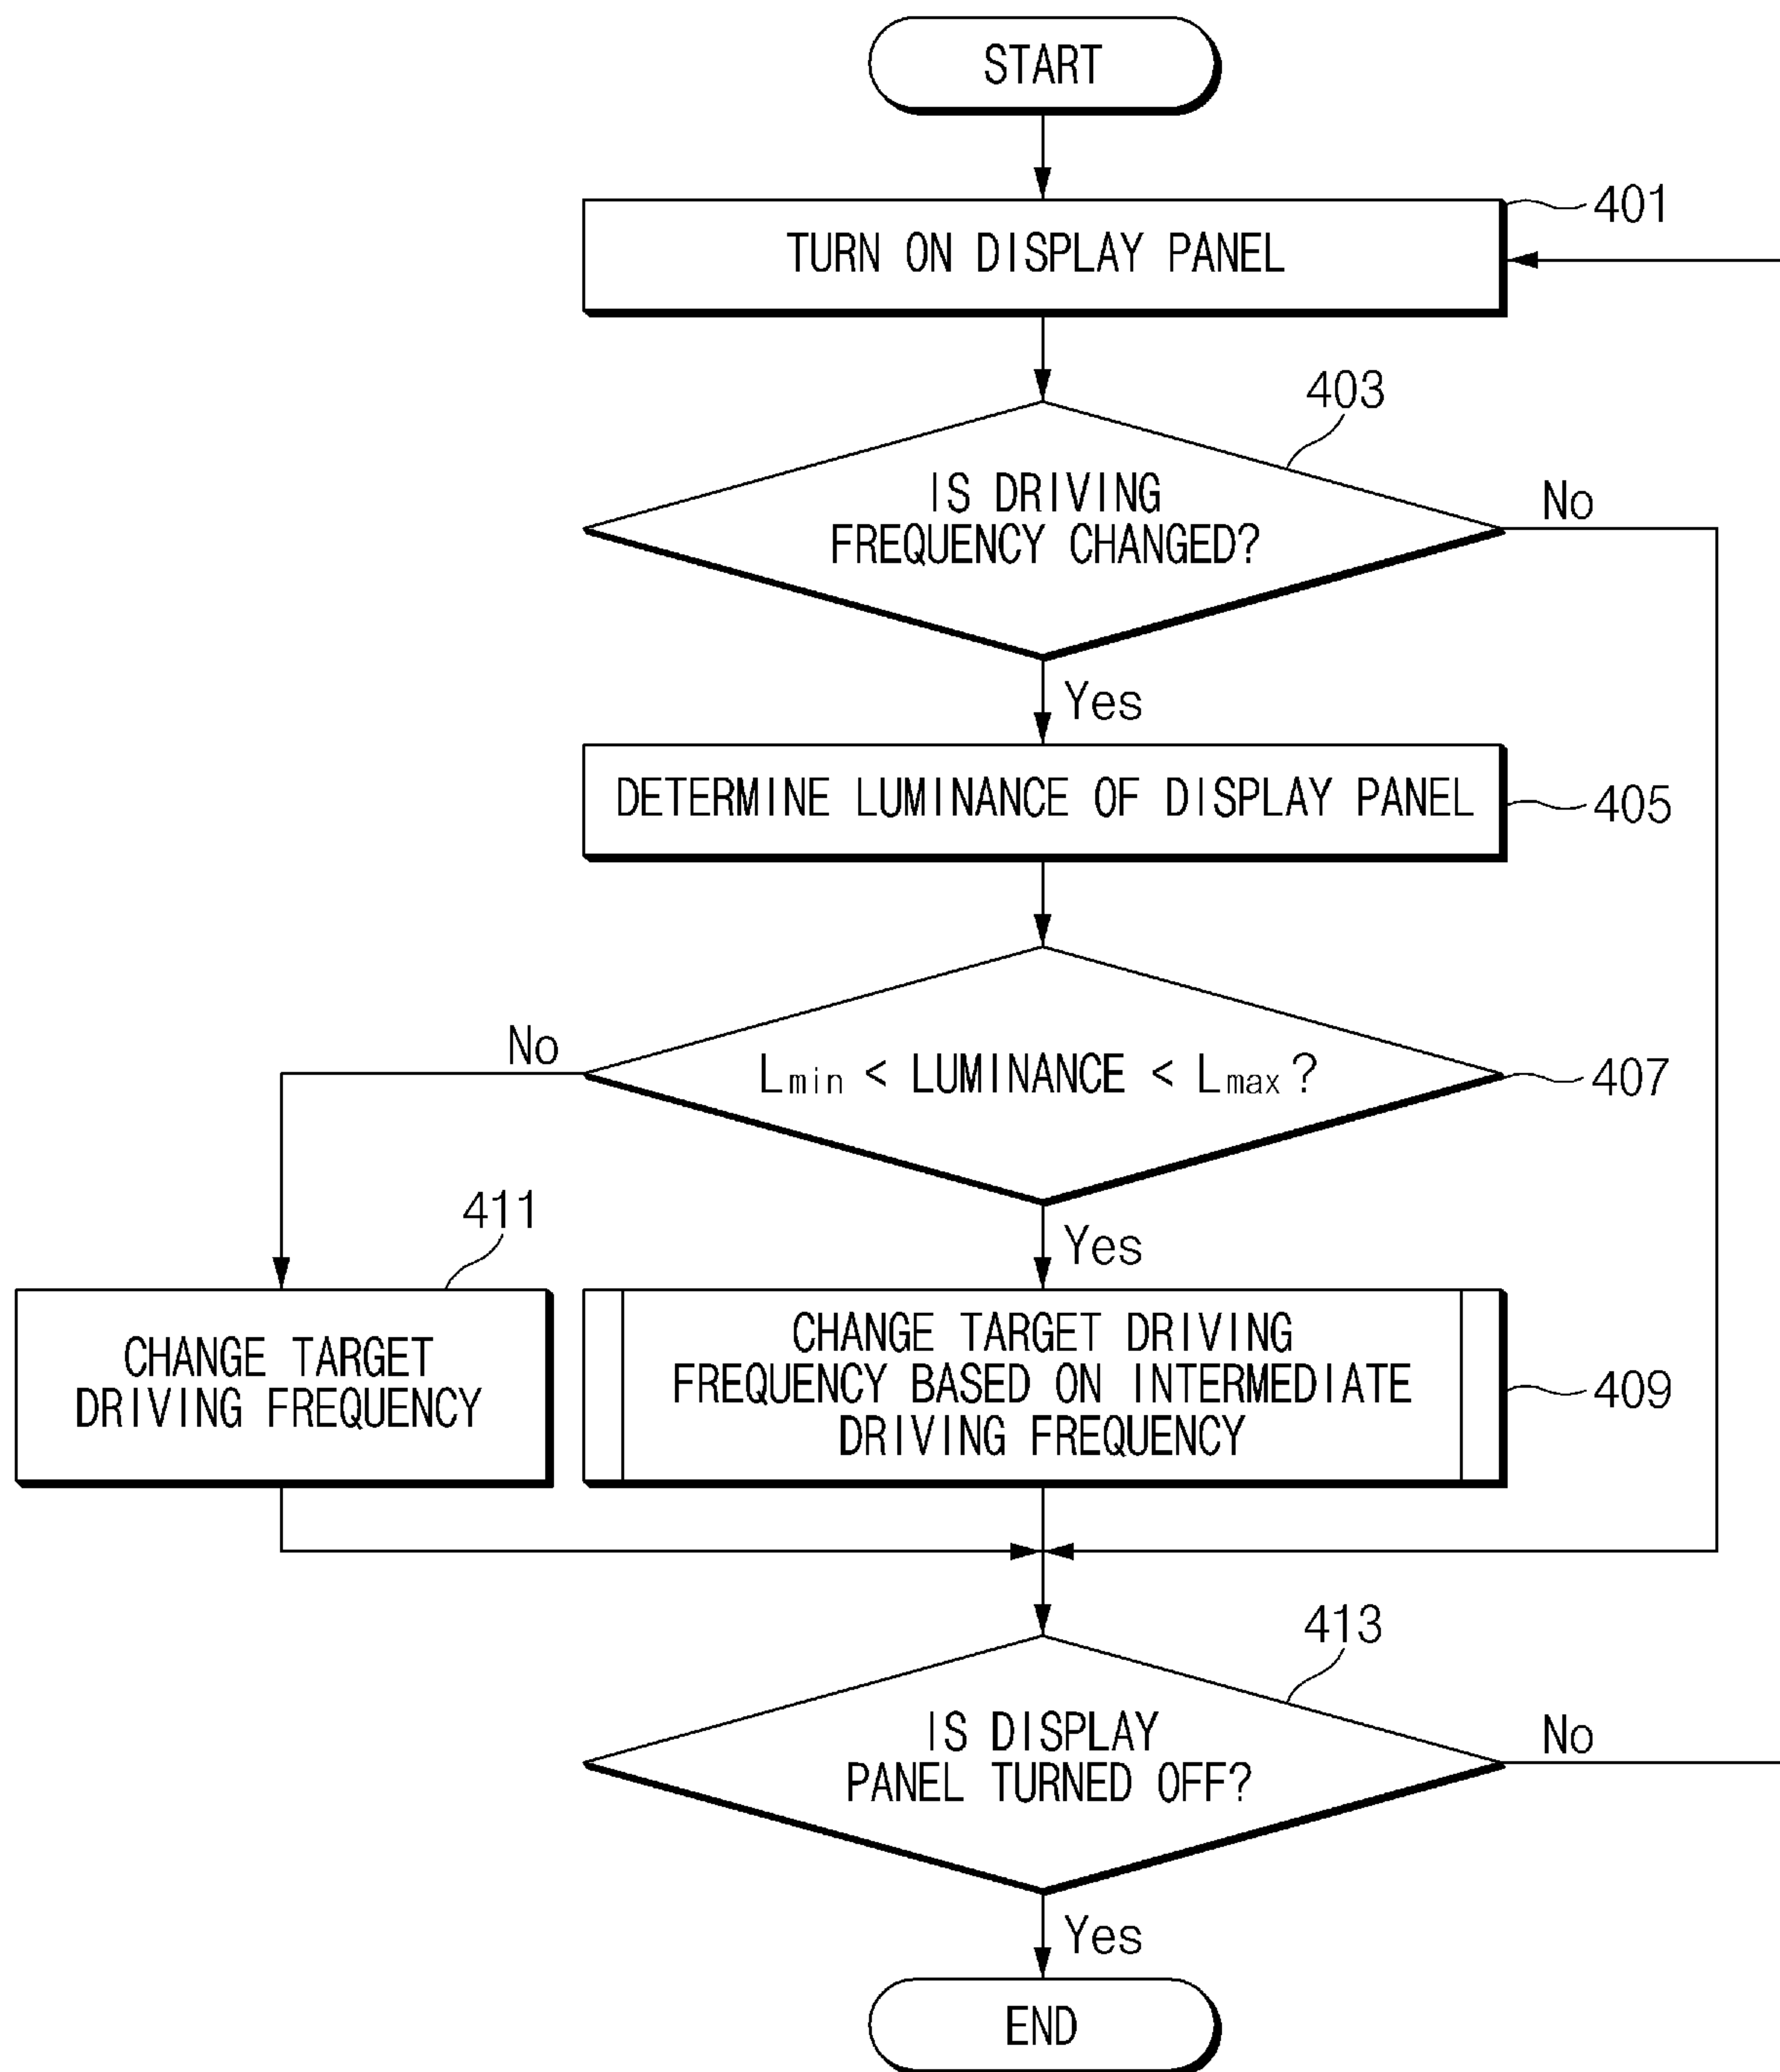 START
401
TURN ON DISPLAY PANEL
403
IS DRIVING
FREQUENCY CHANGED?
No
Yes
DETERMINE LUMINANCE OF DISPLAY PANEL
405
No
Lmin < LUMINANCE < Lmax ?
407
411
Yes
CHANGE TARGET
DRIVING FREQUENCY
CHANGE TARGET DRIVING
FREQUENCY BASED ON INTERMEDIATE
DRIVING FREQUENCY
409
413
IS DISPLAY
PANEL TURNED OFF?
No
Yes
END